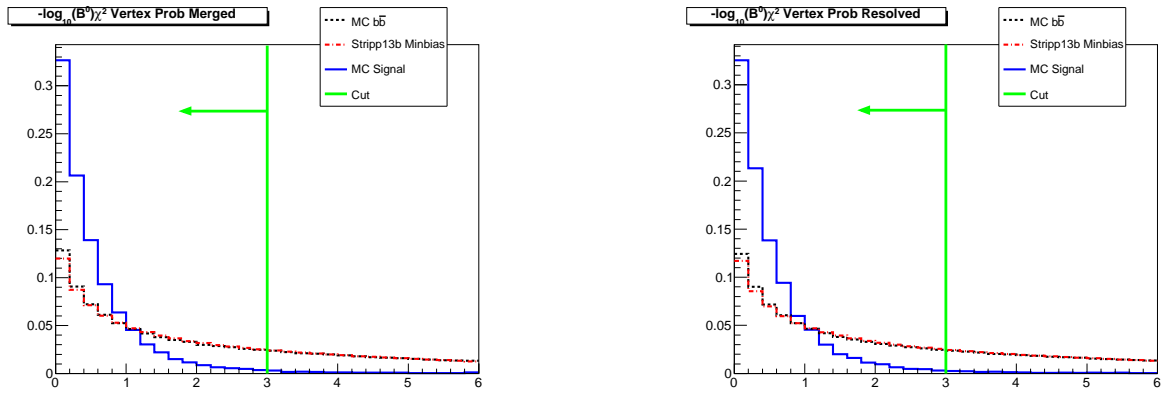 -log₁₀(B⁰)χ² Vertex Prob Merged
MC bb̅
Stripp13b Minbias
MC Signal
Cut
0.3
0.25
0.2
0.15
0.1
0.05
0
0 1 2 3 4 5 6
-log₁₀(B⁰)χ² Vertex Prob Resolved
MC bb̅
Stripp13b Minbias
MC Signal
Cut
0.3
0.25
0.2
0.15
0.1
0.05
0
0 1 2 3 4 5 6